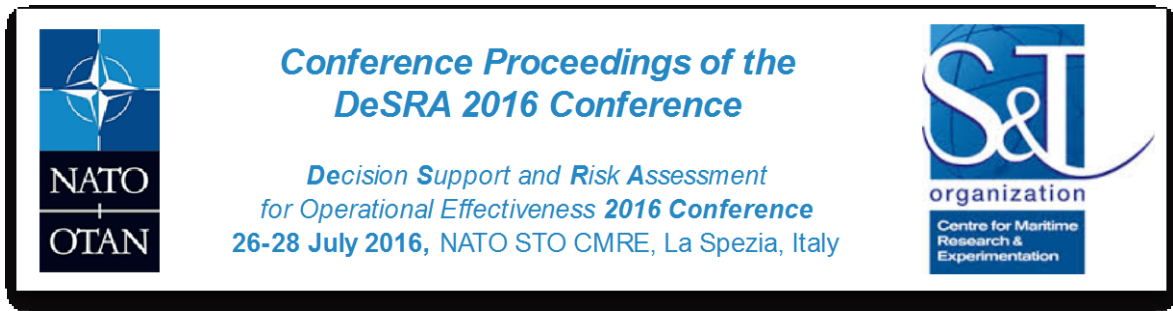 NATO
OTAN
Conference Proceedings of the
DeSRA 2016 Conference
Decision Support and Risk Assessment
for Operational Effectiveness 2016 Conference
26-28 July 2016, NATO STO CMRE, La Spezia, Italy
S&T
organization
Centre for Maritime
Research &
Experimentation